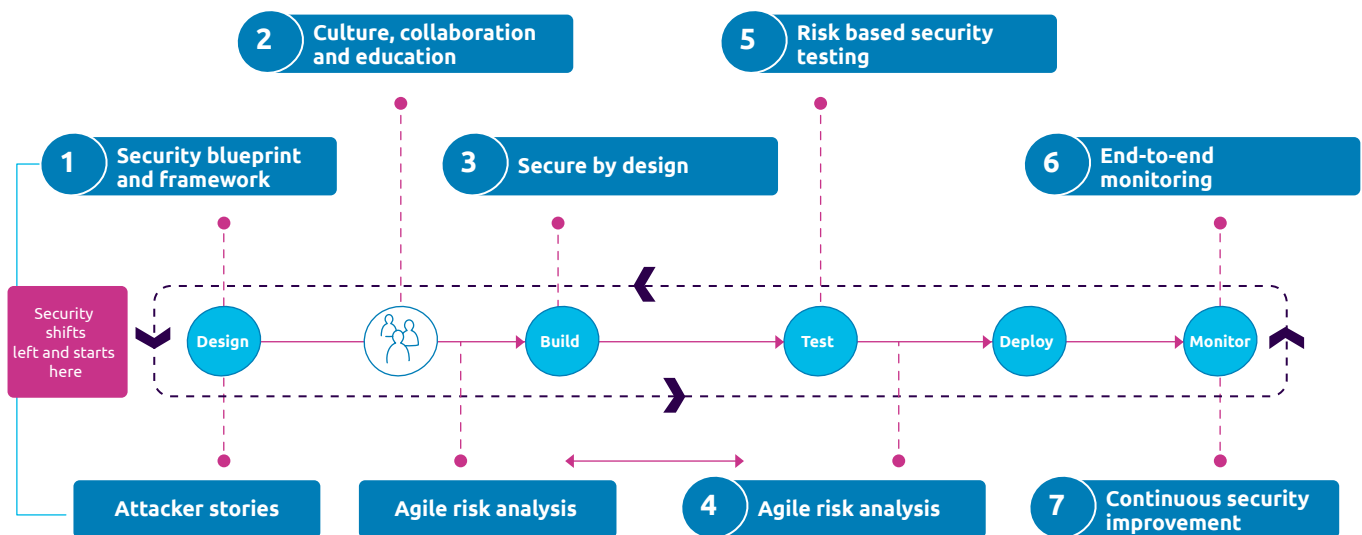 2
Culture, collaboration
and education
5
Risk based security
testing
1
Security blueprint
and framework
3
Secure by design
6
End-to-end
monitoring
Security
shifts
left and starts
here
Design
Build
Test
Deploy
Monitor
Attacker stories
Agile risk analysis
4
Agile risk analysis
7
Continuous security
improvement